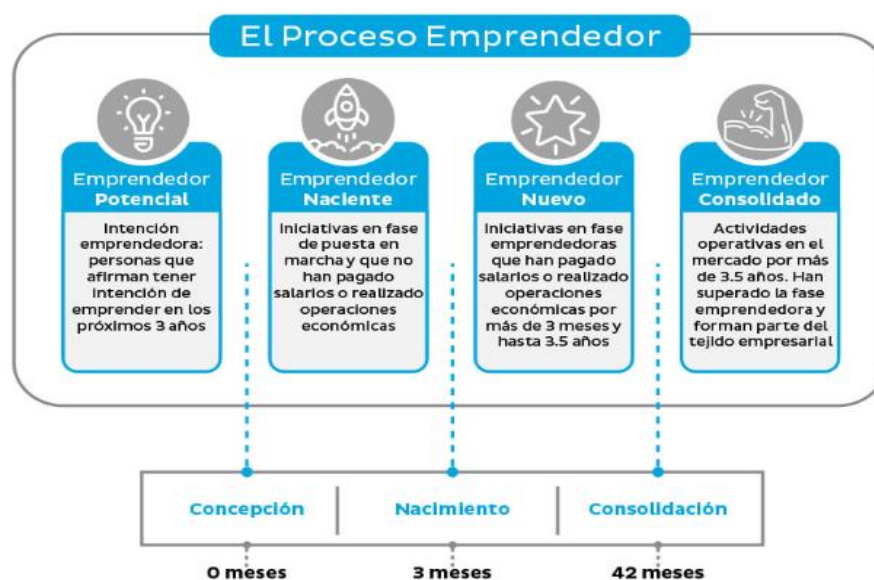 El Proceso Emprendedor
Emprendedor
Potencial
Intención
emprendedora:
personas que
afirman tener
intención de
emprender en los
próximos 3 años
Emprendedor
Naciente
Iniciativas en fase
de puesta en
marcha y que no
han pagado
salarios o realizado
operaciones
económicas
Emprendedor
Nuevo
Iniciativas en fase
emprendedoras
que han pagado
salarios o realizado
operaciones
económicas por
más de 3 meses y
hasta 3.5 años
Emprendedor
Consolidado
Actividades
operativas en el
mercado por más
de 3.5 años. Han
superado la fase
emprendedora y
forman parte del
tejido empresarial
Concepción
Nacimiento
Consolidación
0 meses
3 meses
42 meses